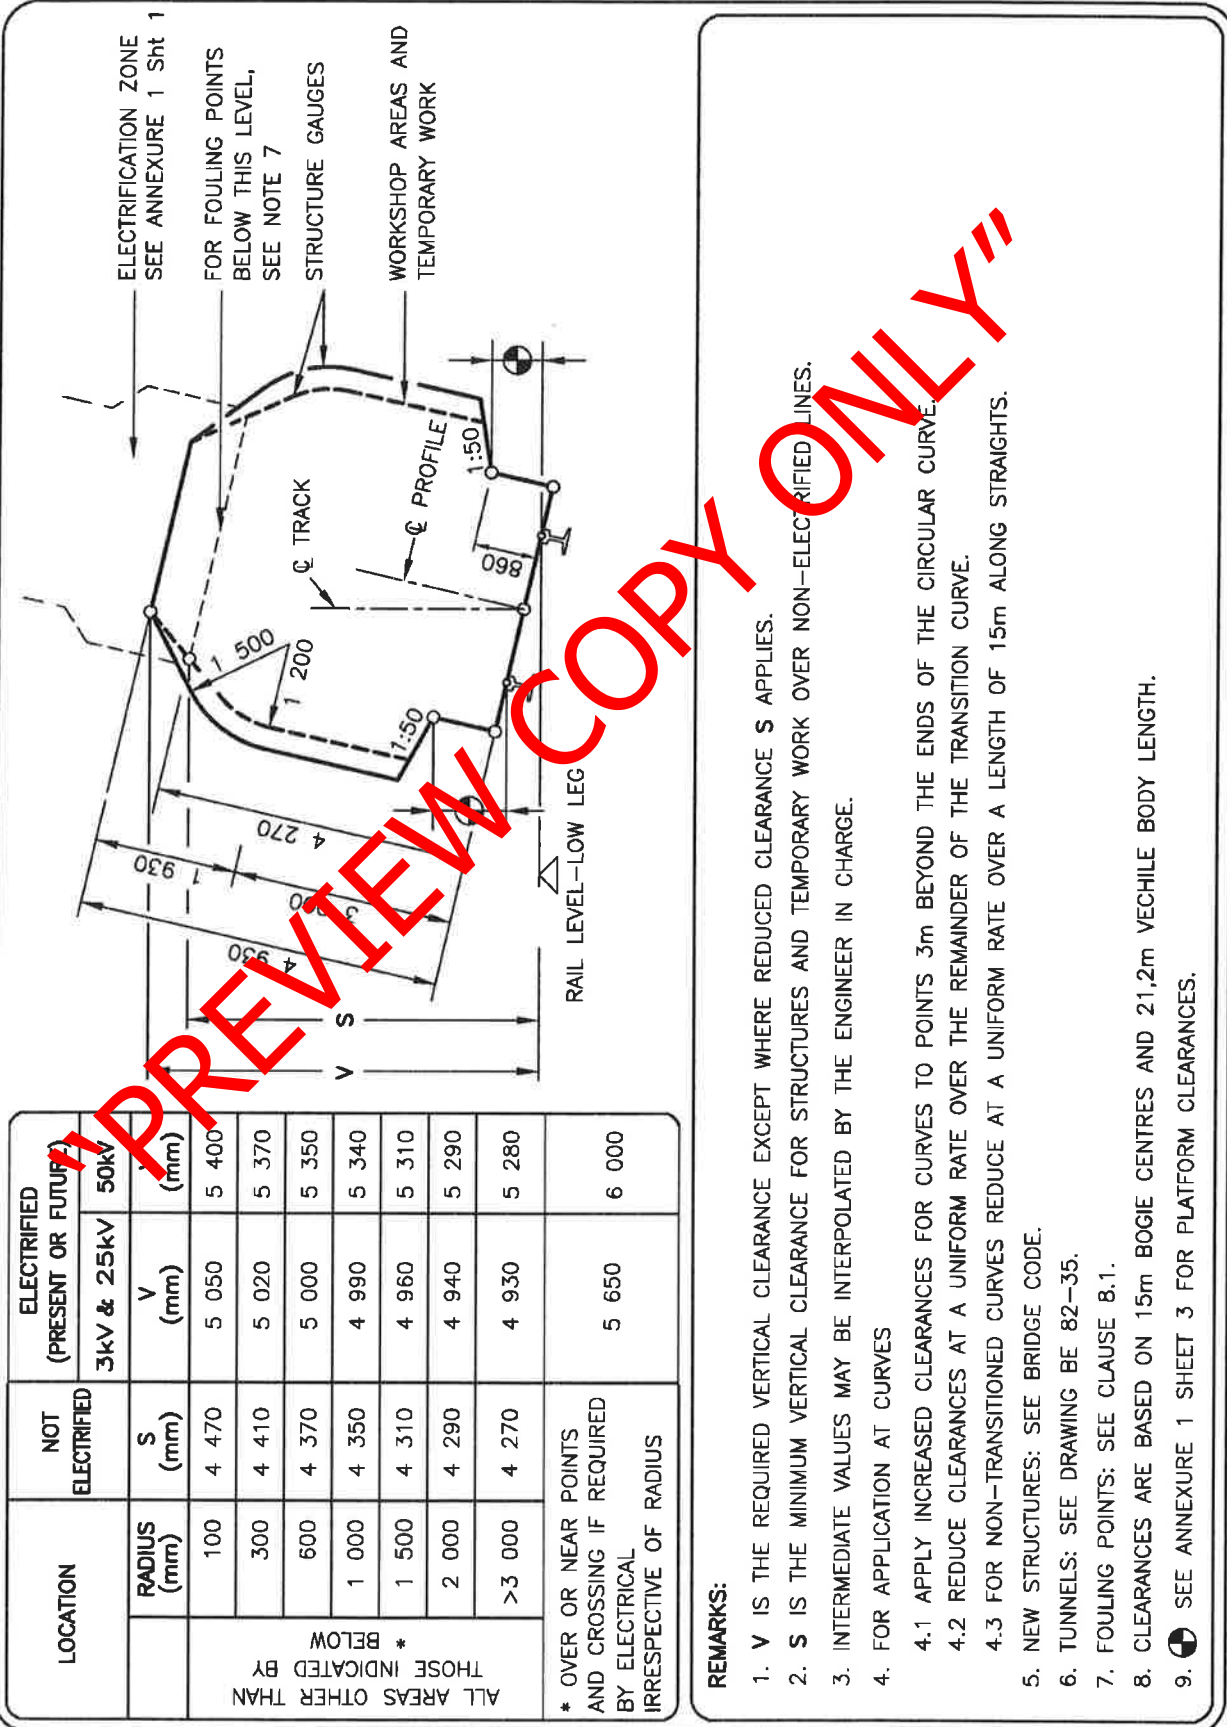 LOCATION
NOT
ELECTRIFIED
ELECTRIFIED
(PRESENT OR FUTURE)
3kV & 25kV 50kV
RADIUS
(mm)
S
(mm)
V
(mm)
(mm)
ALL AREAS OTHER THAN
THOSE INDICATED BY
* BELOW
100 4 470 5 050 5 400
300 4 410 5 020 5 370
600 4 370 5 000 5 350
1 000 4 350 4 990 5 340
1 500 4 310 4 960 5 310
2 000 4 290 4 940 5 290
>3 000 4 270 4 930 5 280
* OVER OR NEAR POINTS
AND CROSSING IF REQUIRED
BY ELECTRICAL
IRRESPECTIVE OF RADIUS
5 650 6 000
V
S
4 930
1 930
4 270
1 500
1 200
1:50
1:50
860
℄ TRACK
℄ PROFILE
RAIL LEVEL-LOW LEG
ELECTRIFICATION ZONE
SEE ANNEXURE 1 Sht 1
FOR FOULING POINTS
BELOW THIS LEVEL,
SEE NOTE 7
STRUCTURE GAUGES
WORKSHOP AREAS AND
TEMPORARY WORK
"PREVIEW COPY ONLY"
REMARKS:
1. V IS THE REQUIRED VERTICAL CLEARANCE EXCEPT WHERE REDUCED CLEARANCE S APPLIES.
2. S IS THE MINIMUM VERTICAL CLEARANCE FOR STRUCTURES AND TEMPORARY WORK OVER NON-ELECTRIFIED LINES.
3. INTERMEDIATE VALUES MAY BE INTERPOLATED BY THE ENGINEER IN CHARGE.
4. FOR APPLICATION AT CURVES
4.1 APPLY INCREASED CLEARANCES FOR CURVES TO POINTS 3m BEYOND THE ENDS OF THE CIRCULAR CURVE.
4.2 REDUCE CLEARANCES AT A UNIFORM RATE OVER THE REMAINDER OF THE TRANSITION CURVE.
4.3 FOR NON-TRANSITIONED CURVES REDUCE AT A UNIFORM RATE OVER A LENGTH OF 15m ALONG STRAIGHTS.
5. NEW STRUCTURES: SEE BRIDGE CODE.
6. TUNNELS: SEE DRAWING BE 82-35.
7. FOULING POINTS: SEE CLAUSE 8.1.
8. CLEARANCES ARE BASED ON 15m BOGIE CENTRES AND 21,2m VECHILE BODY LENGTH.
9. SEE ANNEXURE 1 SHEET 3 FOR PLATFORM CLEARANCES.